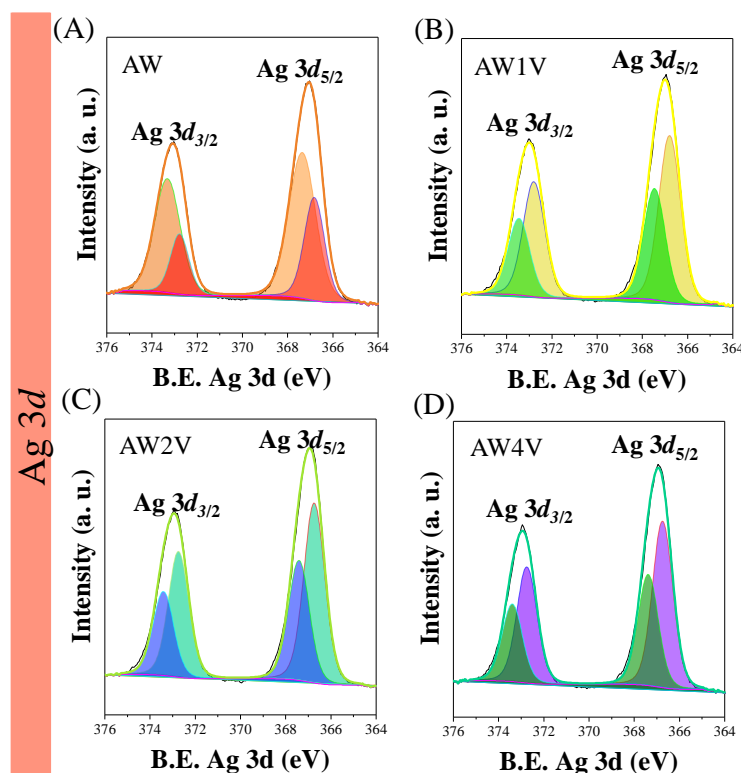 Ag 3d
(A)
AW
Ag 3d5/2
Ag 3d3/2
Intensity (a. u.)
376 374 372 370 368 366 364
B.E. Ag 3d (eV)
(B)
AW1V
Ag 3d5/2
Ag 3d3/2
Intensity (a. u.)
376 374 372 370 368 366 364
B.E. Ag 3d (eV)
(C)
AW2V
Ag 3d5/2
Ag 3d3/2
Intensity (a. u.)
376 374 372 370 368 366 364
B.E. Ag 3d (eV)
(D)
AW4V
Ag 3d5/2
Ag 3d3/2
Intensity (a. u.)
376 374 372 370 368 366 364
B.E. Ag 3d (eV)